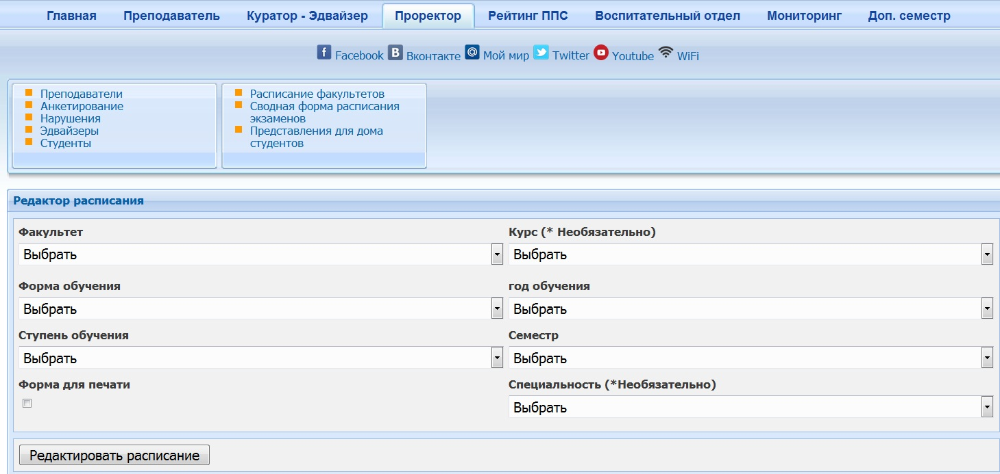 Главная Преподаватель Куратор - Эдвайзер Проректор Рейтинг ППС Воспитательный отдел Мониторинг Доп. семестр
Facebook Вконтакте Мой мир Twitter Youtube WiFi
Преподаватели
Анкетирование
Нарушения
Эдвайзеры
Студенты
Расписание факультетов
Сводная форма расписания
экзаменов
Представления для дома
студентов
Редактор расписания
Факультет Курс (* Необязательно)
Выбрать Выбрать
Форма обучения год обучения
Выбрать Выбрать
Ступень обучения Семестр
Выбрать Выбрать
Форма для печати Специальность (*Необязательно)
Выбрать
Редактировать расписание